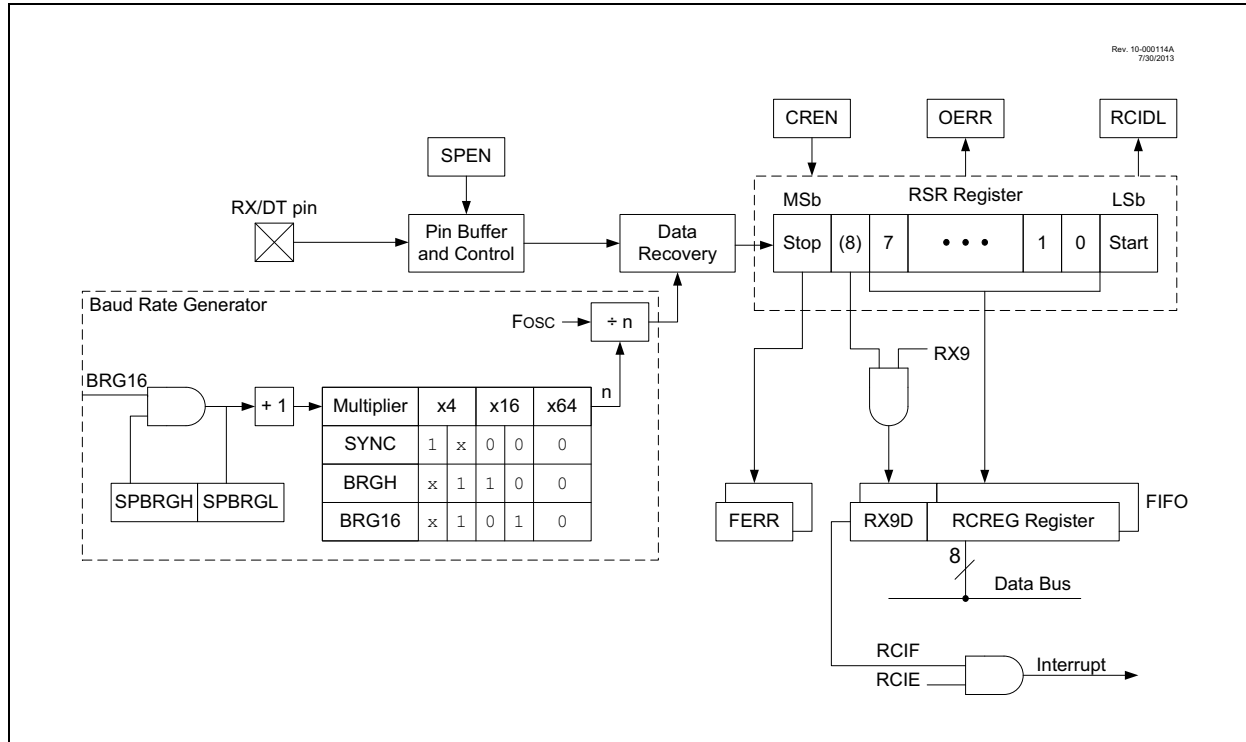 Rev. 10-000114A
7/30/2013
CREN
OERR
RCIDL
SPEN
RX/DT pin
Pin Buffer
and Control
Data
Recovery
MSb
RSR Register
LSb
Stop (8) 7 • • • 1 0 Start
Baud Rate Generator
FOSC
÷ n
RX9
BRG16
+ 1
n
Multiplier x4 x16 x64
SYNC 1 x 0 0 0
BRGH x 1 1 0 0
BRG16 x 1 0 1 0
SPBRGH SPBRGL
FERR
RX9D RCREG Register
FIFO
8
Data Bus
RCIF
RCIE
Interrupt